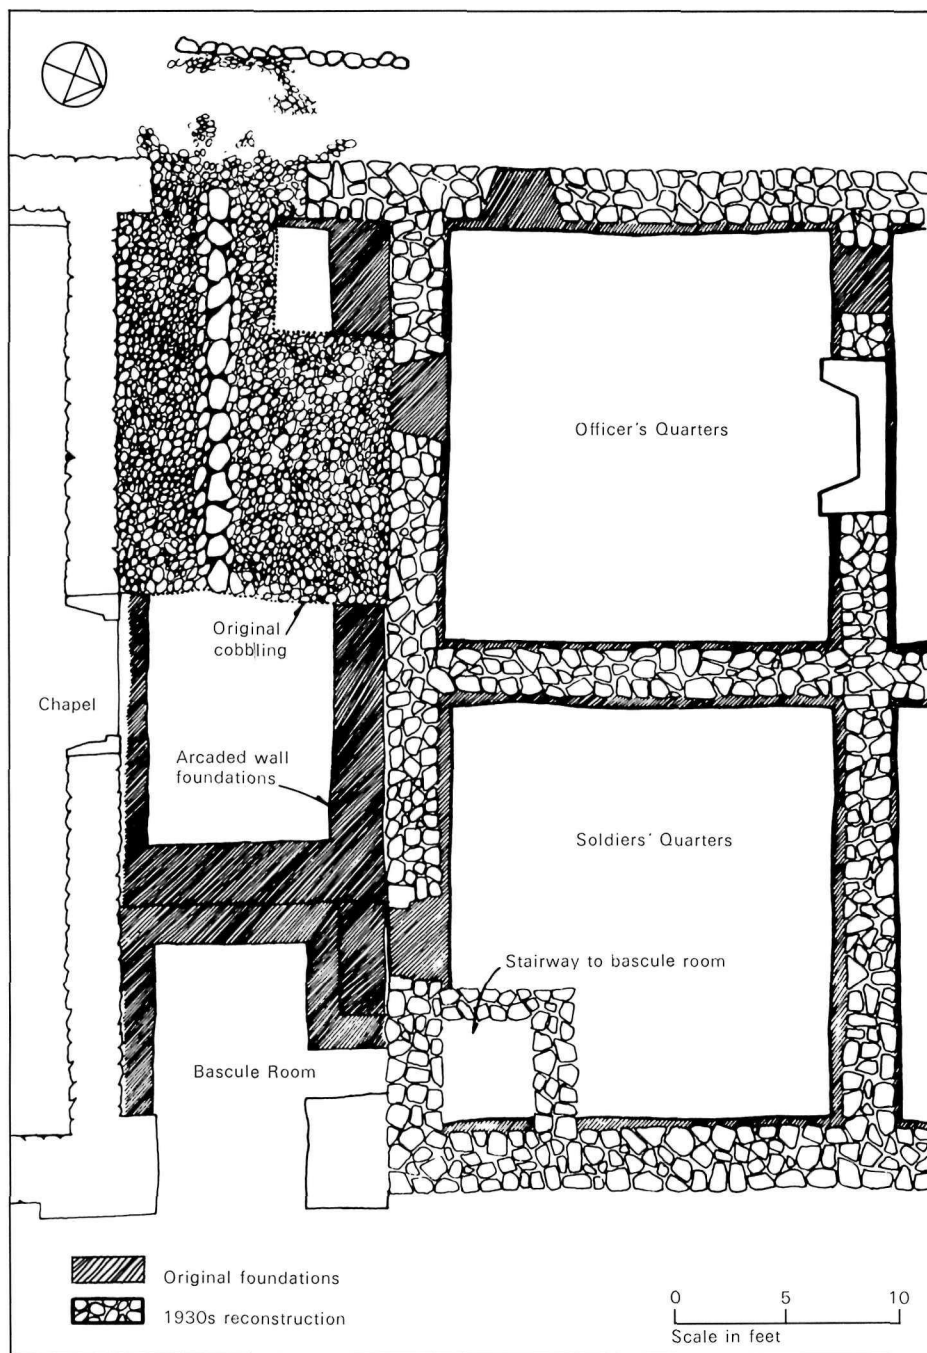 Officer's Quarters
Original
cobbling
Chapel
Arcaded wall
foundations
Soldiers' Quarters
Stairway to bascule room
Bascule Room
Original foundations
1930s reconstruction
0 5 10
Scale in feet